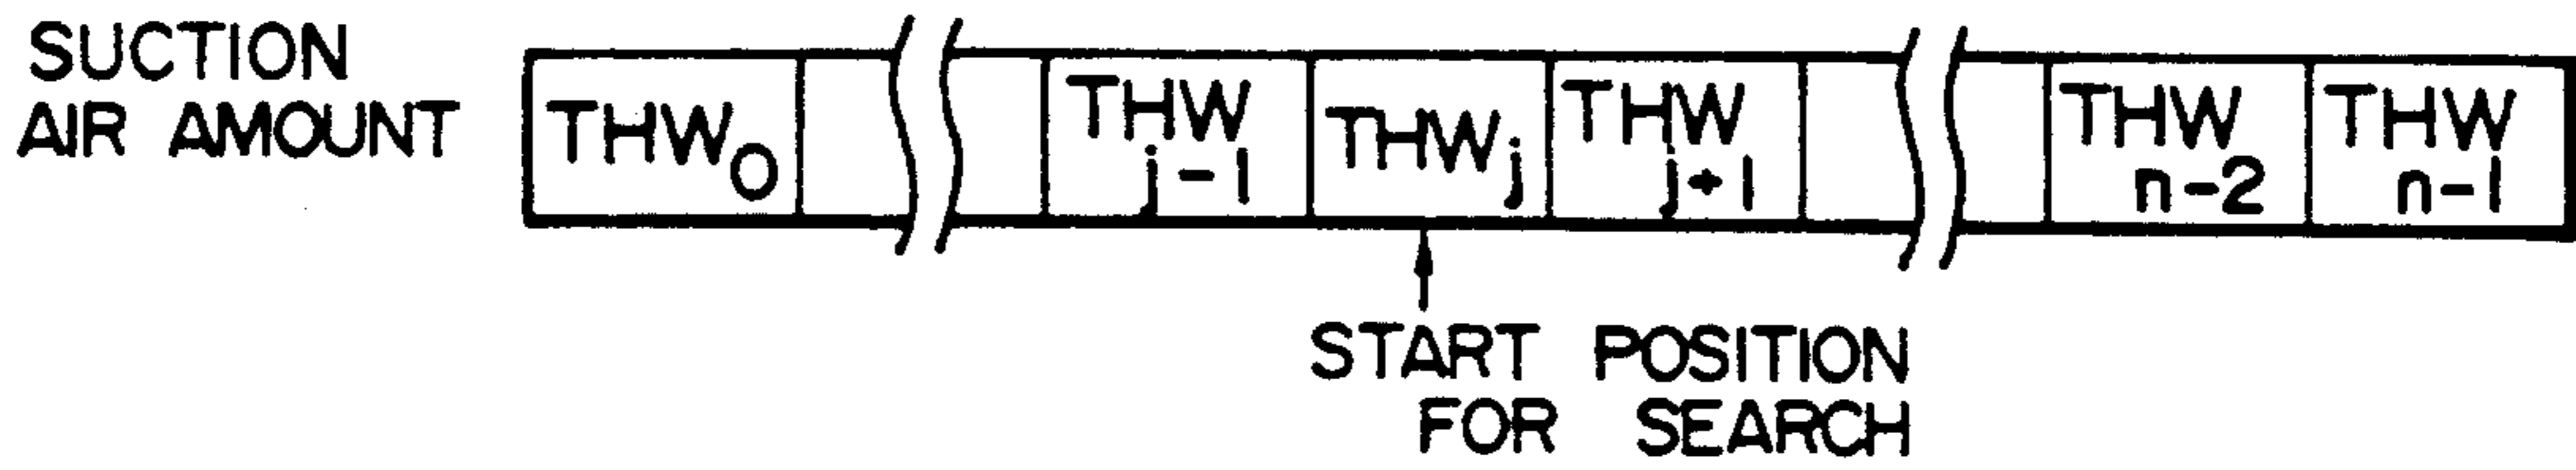 SUCTION
AIR AMOUNT
THW0
THW
j-1
THWj
THW
j+1
THW
n-2
THW
n-1
START POSITION
FOR SEARCH